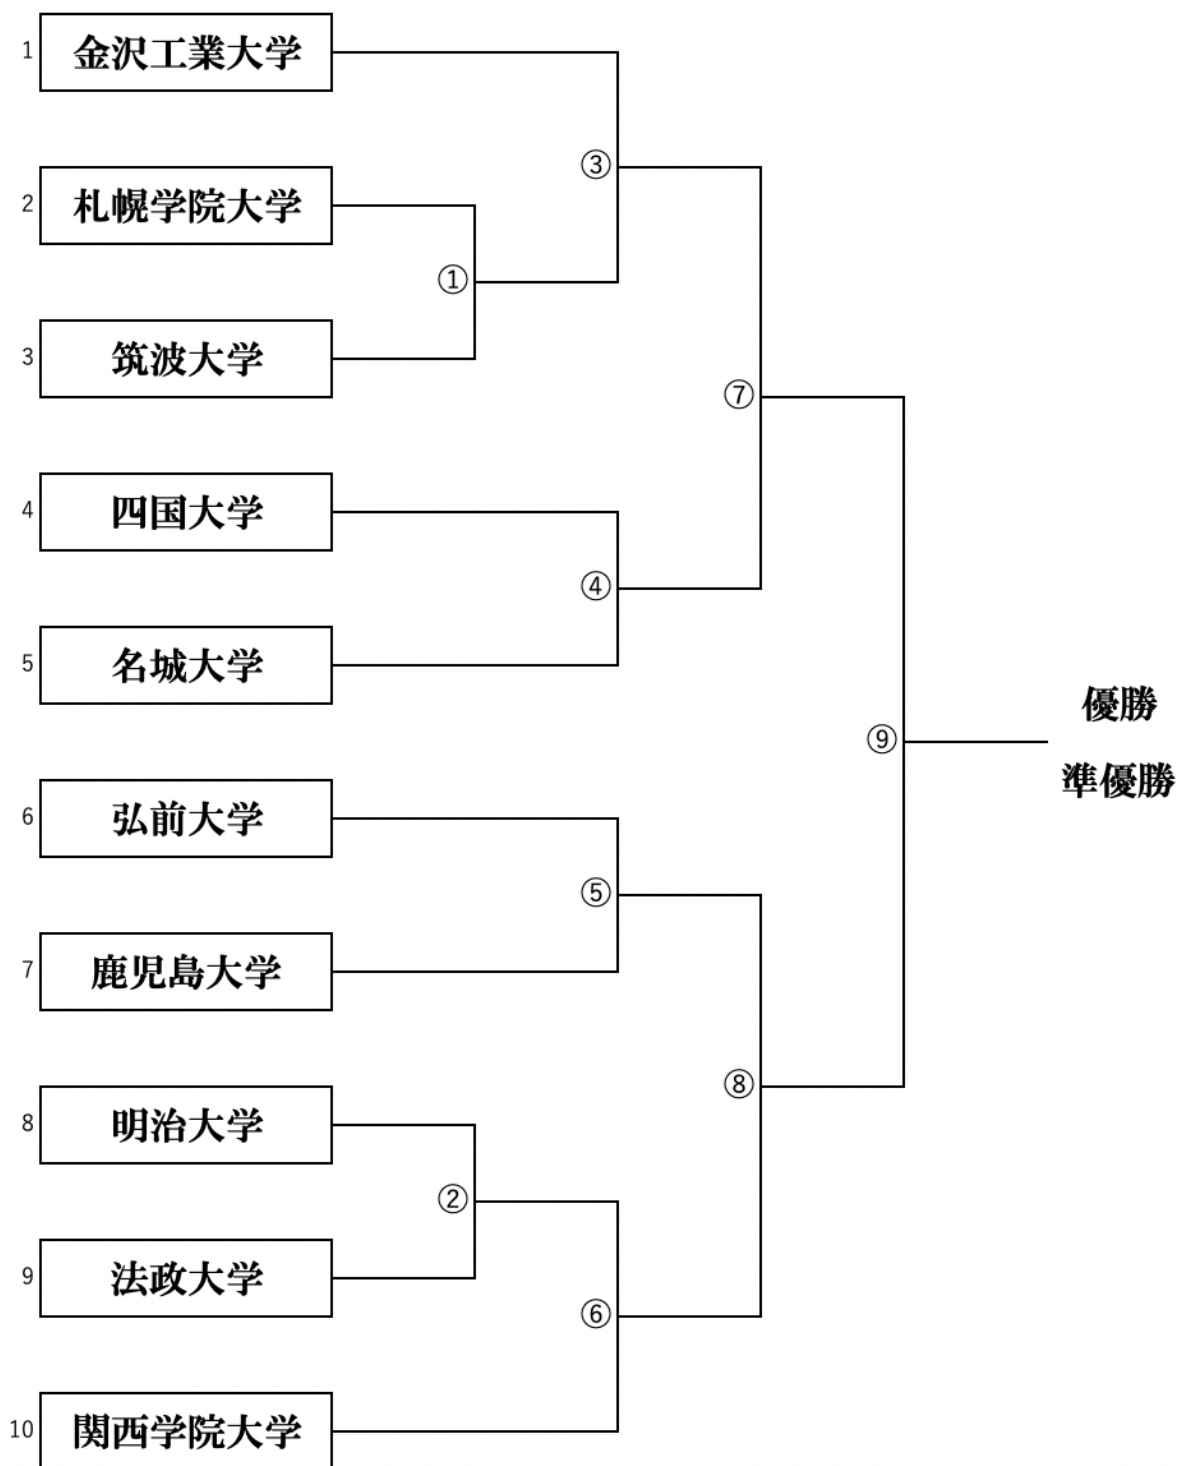 1 金沢工業大学
③
2 札幌学院大学
①
3 筑波大学
⑦
4 四国大学
④
5 名城大学
優勝
⑨
準優勝
6 弘前大学
⑤
7 鹿児島大学
⑧
8 明治大学
②
9 法政大学
⑥
10 関西学院大学